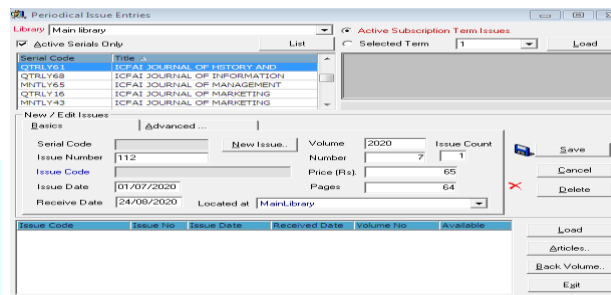 Periodical Issue Entries
Library Main library
Active Subscription Term Issues
Active Serials Only List
Selected Term 1 Load
Serial Code Title
QTRLY61 ICFAI JOURNAL OF HSTORY AND
QTRLY68 ICFAI JOURNAL OF INFORMATION
MNTLY65 ICFAI JOURNAL OF MANAGEMENT
QTRLY16 ICFAI JOURNAL OF MARKETING
MNTLY43 ICFAI JOURNAL OF MARKETING
New / Edit Issues
Basics Advanced ...
Serial Code New Issue.. Volume 2020 Issue Count
Issue Number 112 Number 7 1
Issue Code Price (Rs). 65
Issue Date 01/07/2020 Pages 64
Receive Date 24/08/2020 Located at MainLibrary
Save
Cancel
Delete
Issue Code Issue No Issue Date Received Date Volume No Available
Load
Articles..
Back Volume..
Exit